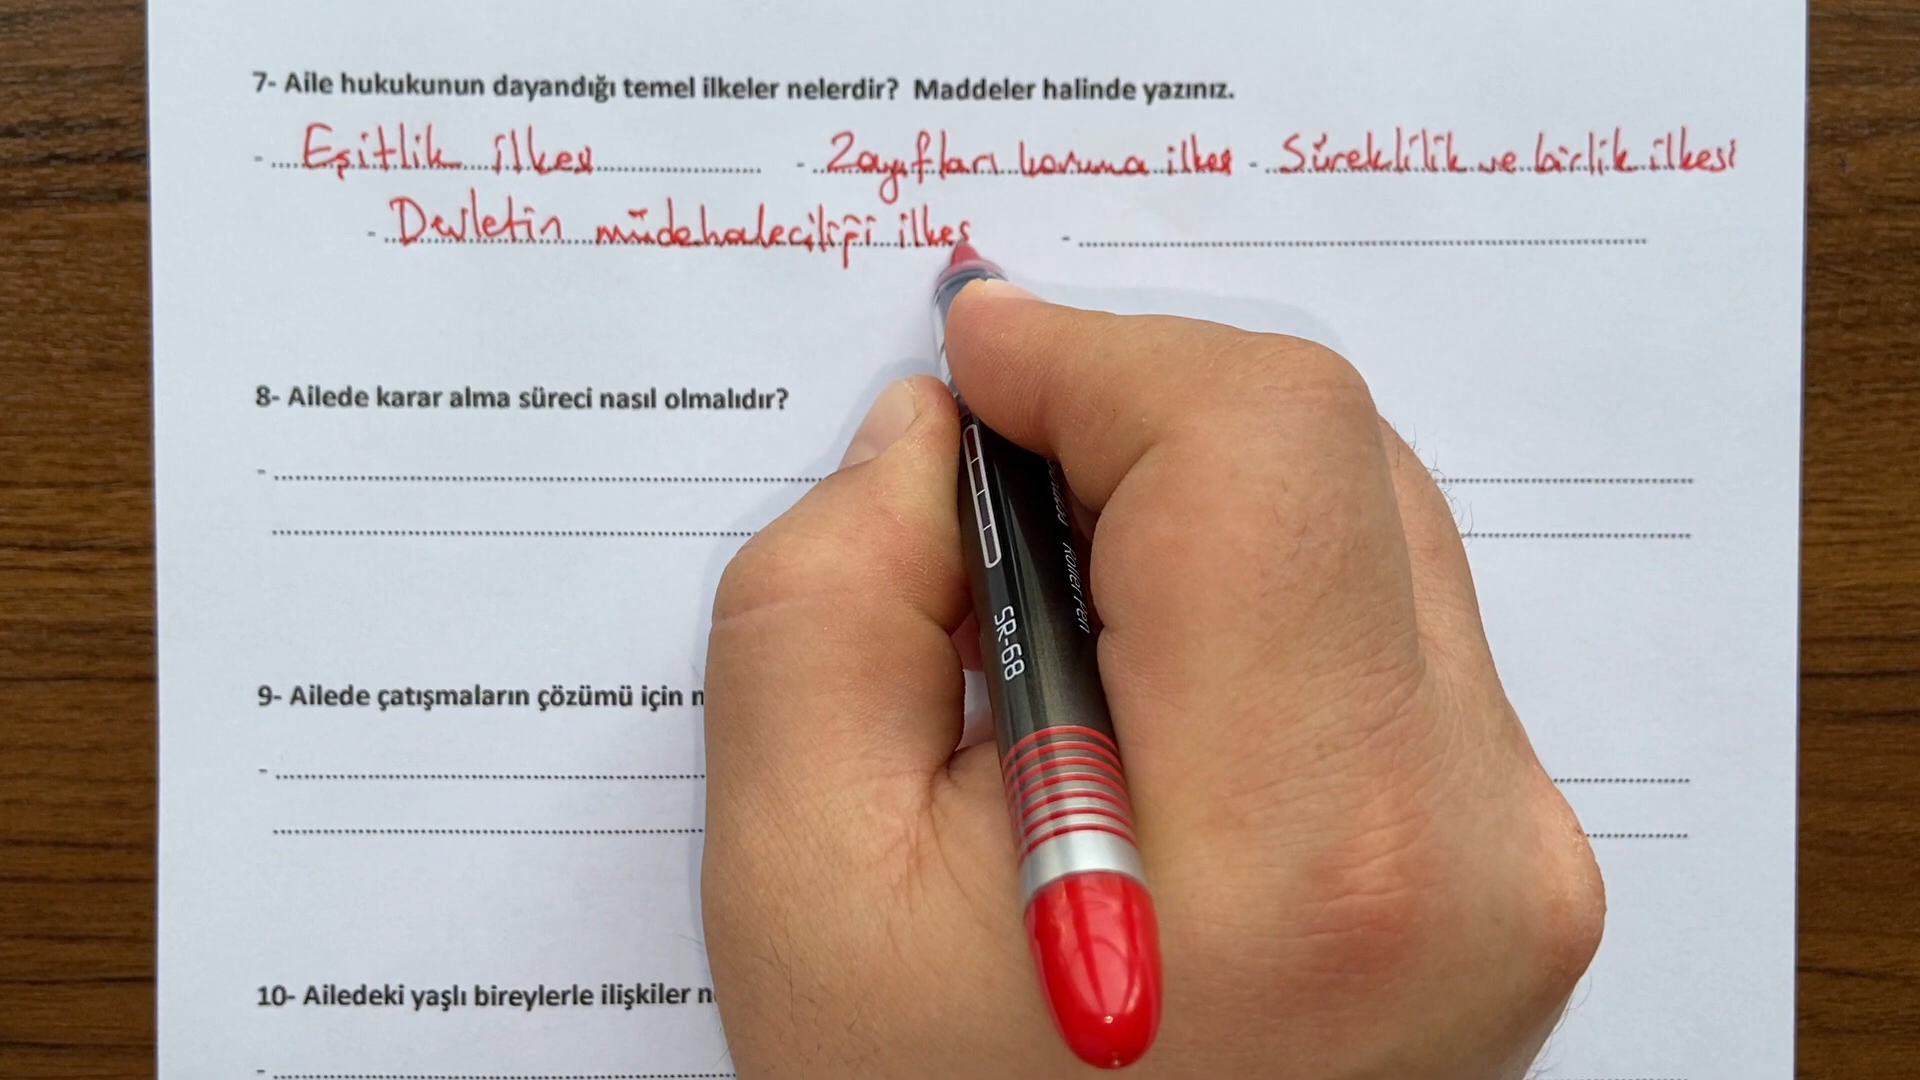 7- Aile hukukunun dayandığı temel ilkeler nelerdir? Maddeler halinde yazınız.
- Eşitlik ilkesi - Zayıfları koruma ilkesi - Süreklilik ve birlik ilkesi
- Devletin müdehaleciliği ilkes -
8- Ailede karar alma süreci nasıl olmalıdır?
-
9- Ailede çatışmaların çözümü için
-
10- Ailedeki yaşlı bireylerle ilişkiler
-
Roller Pen
SR-68